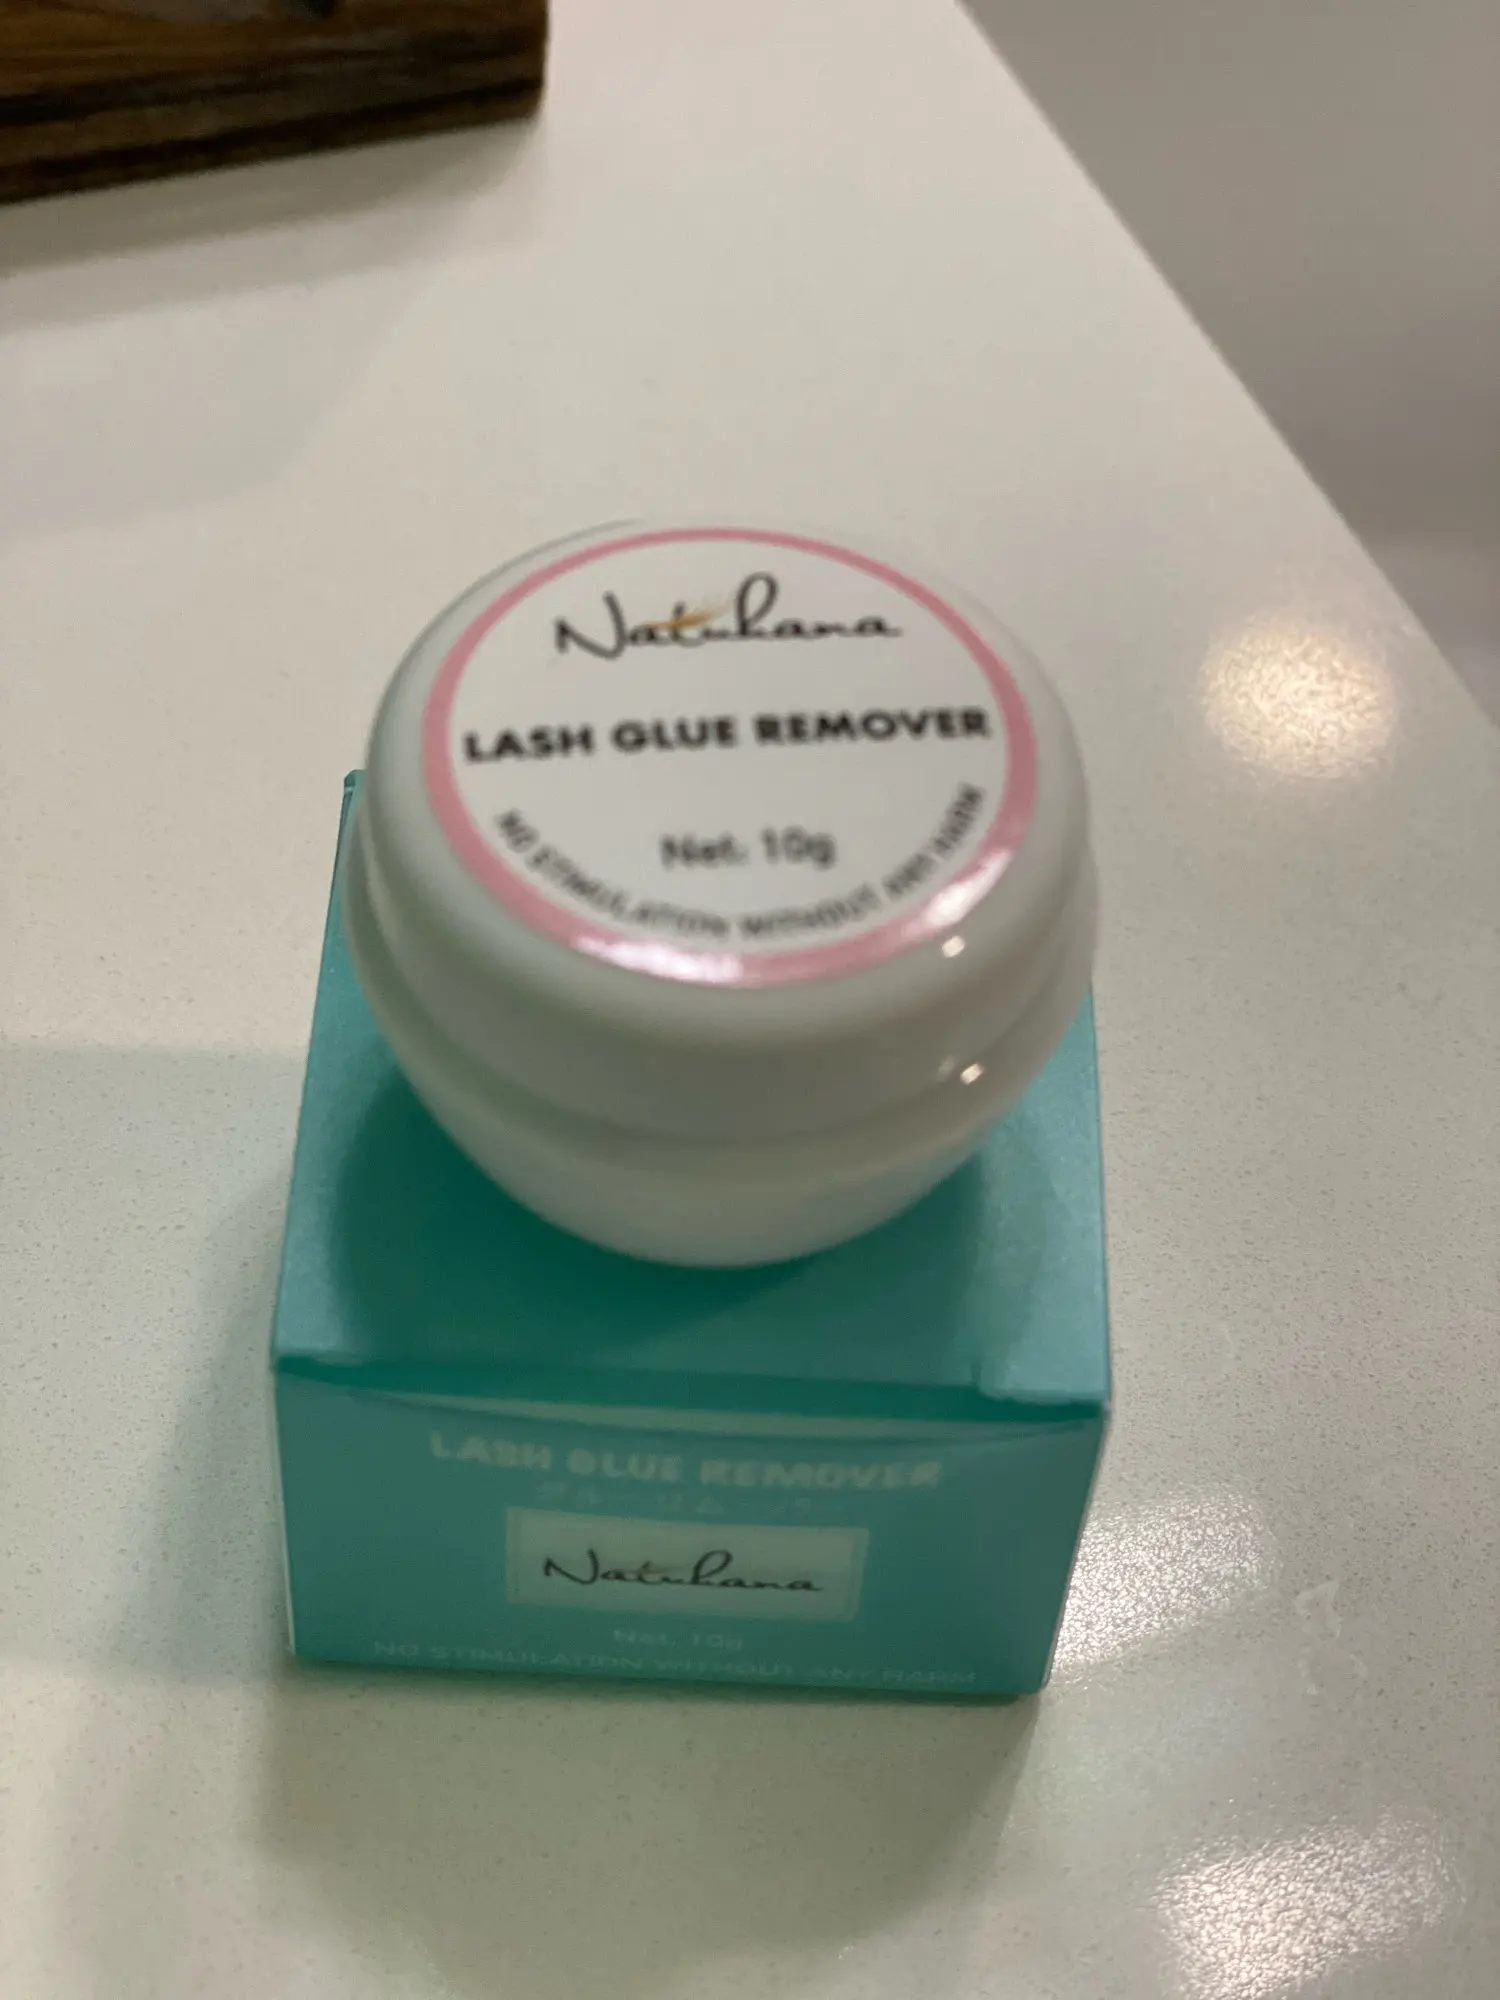 Natuhana
LASH GLUE REMOVER
Net. 10g
NO STIMULATION WITHOUT ANY HARM
LASH GLUE REMOVER
Natuhana
Net. 10g
NO STIMULATION WITHOUT ANY HARM